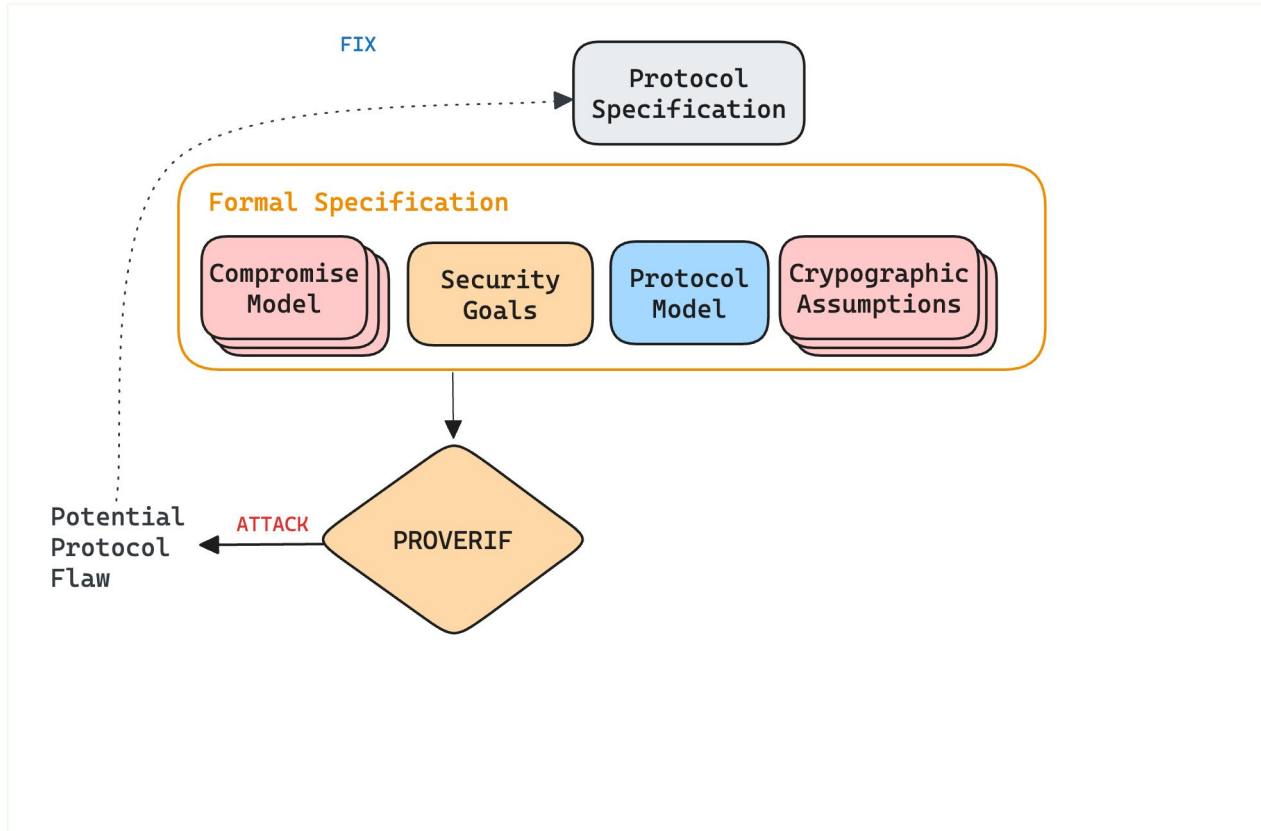 FIX
Protocol
Specification
Formal Specification
Compromise
Model
Security
Goals
Protocol
Model
Crypographic
Assumptions
Potential
Protocol
Flaw
ATTACK
PROVERIF